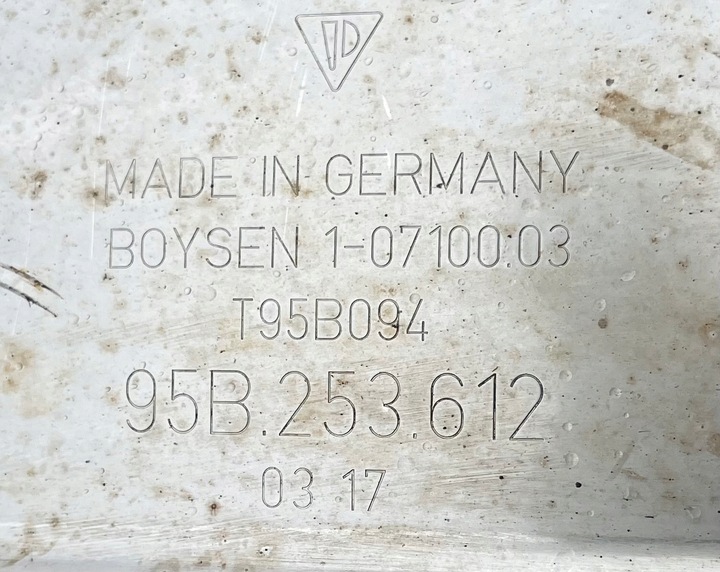 MADE IN GERMANY
BOYSEN 1-07100.03
T95B094
95B.253.612
03 17